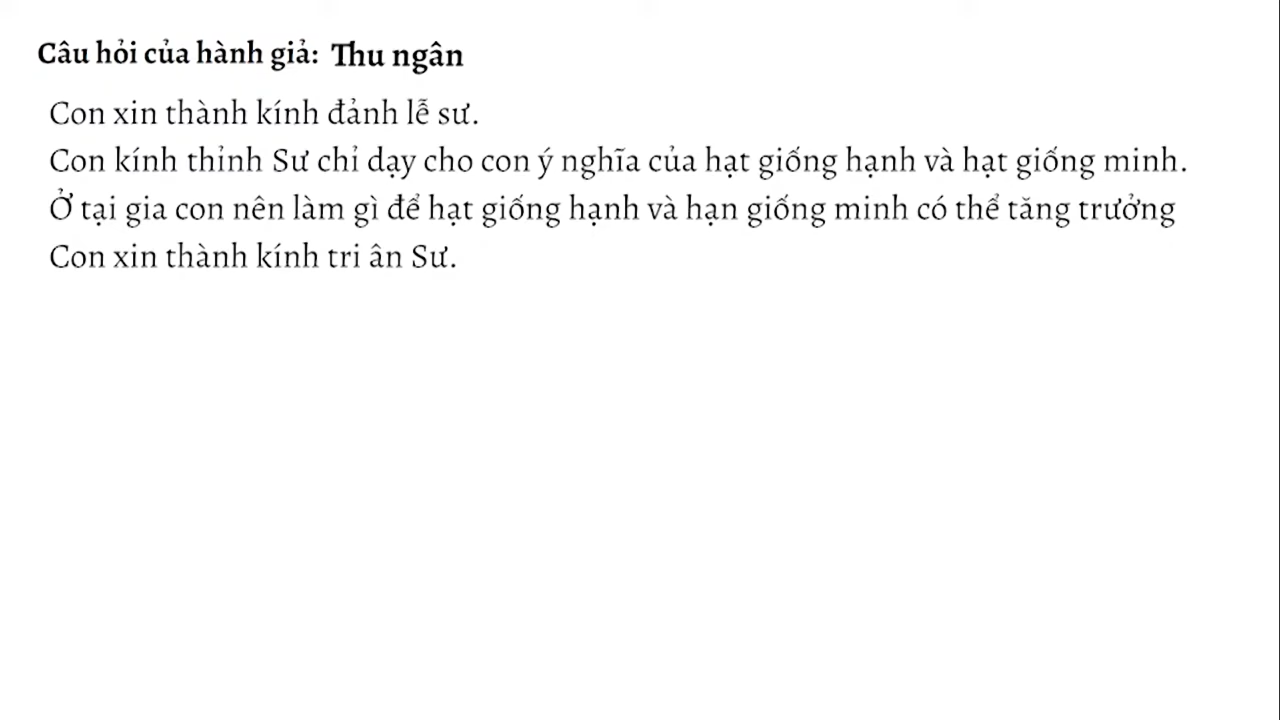 Câu hỏi của hành giả: Thu ngân
Con xin thành kính đảnh lễ sư.
Con kính thỉnh Sư chỉ dạy cho con ý nghĩa của hạt giống hạnh và hạt giống minh.
Ở tại gia con nên làm gì để hạt giống hạnh và hạn giống minh có thể tăng trưởng
Con xin thành kính tri ân Sư.